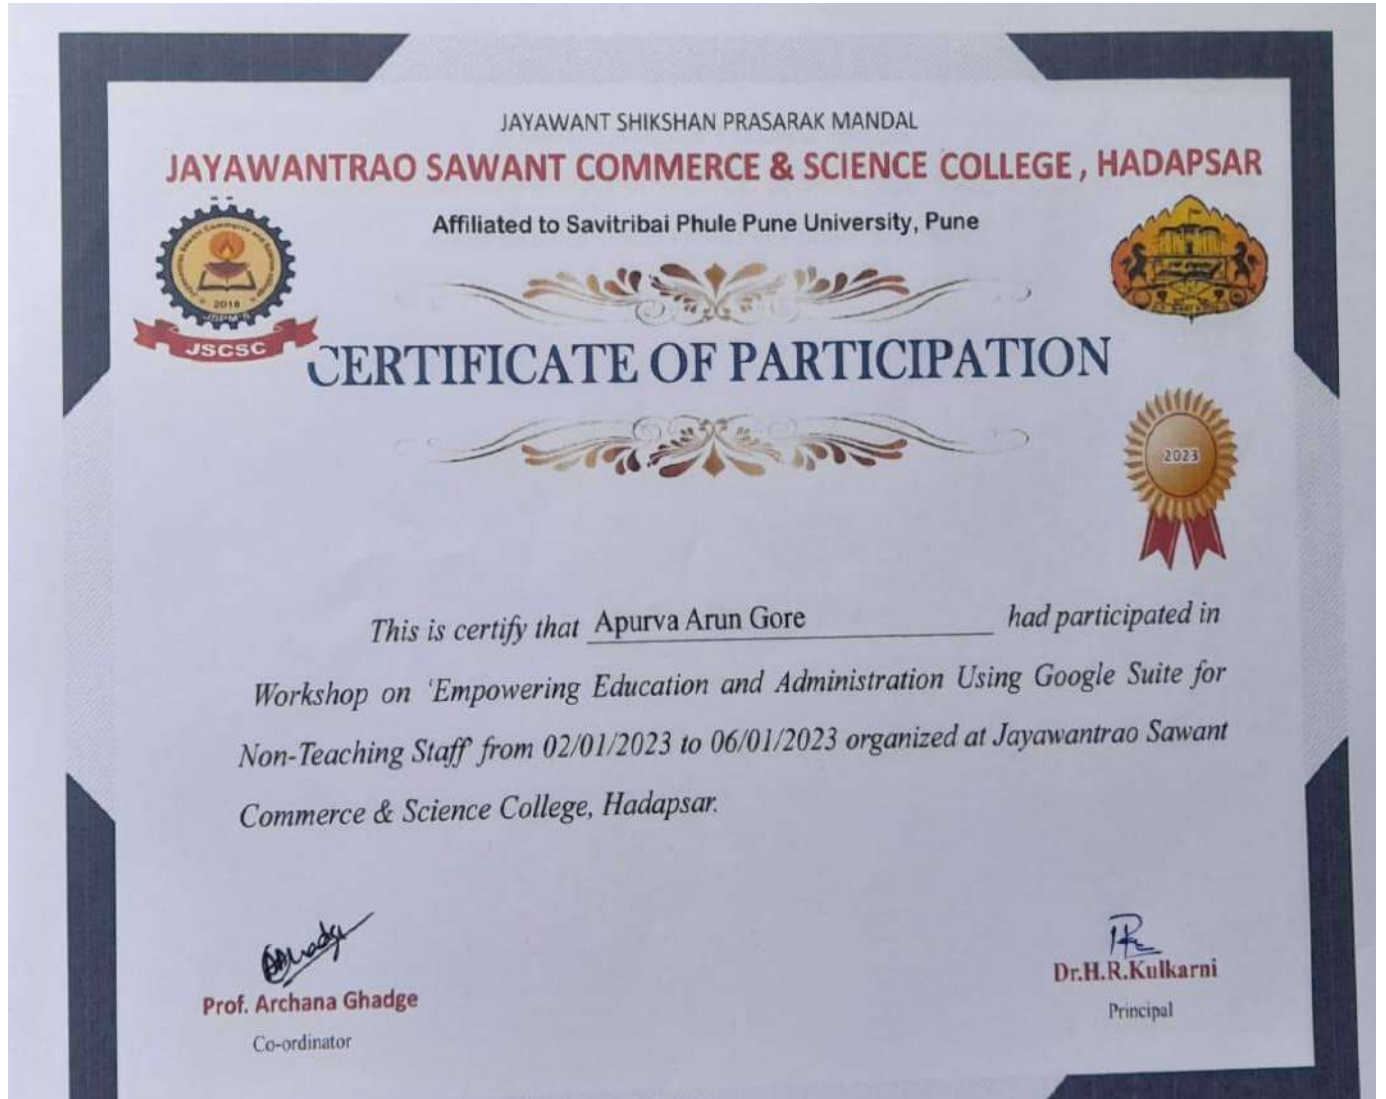 JAYAWANT SHIKSHAN PRASARAK MANDAL
JAYAWANTRAO SAWANT COMMERCE & SCIENCE COLLEGE , HADAPSAR
Affiliated to Savitribai Phule Pune University, Pune
2018
JSPM'S
JSCSC
CERTIFICATE OF PARTICIPATION
2023
This is certify that Apurva Arun Gore had participated in
Workshop on 'Empowering Education and Administration Using Google Suite for
Non-Teaching Staff' from 02/01/2023 to 06/01/2023 organized at Jayawantrao Sawant
Commerce & Science College, Hadapsar.
Prof. Archana Ghadge
Co-ordinator
Dr.H.R.Kulkarni
Principal